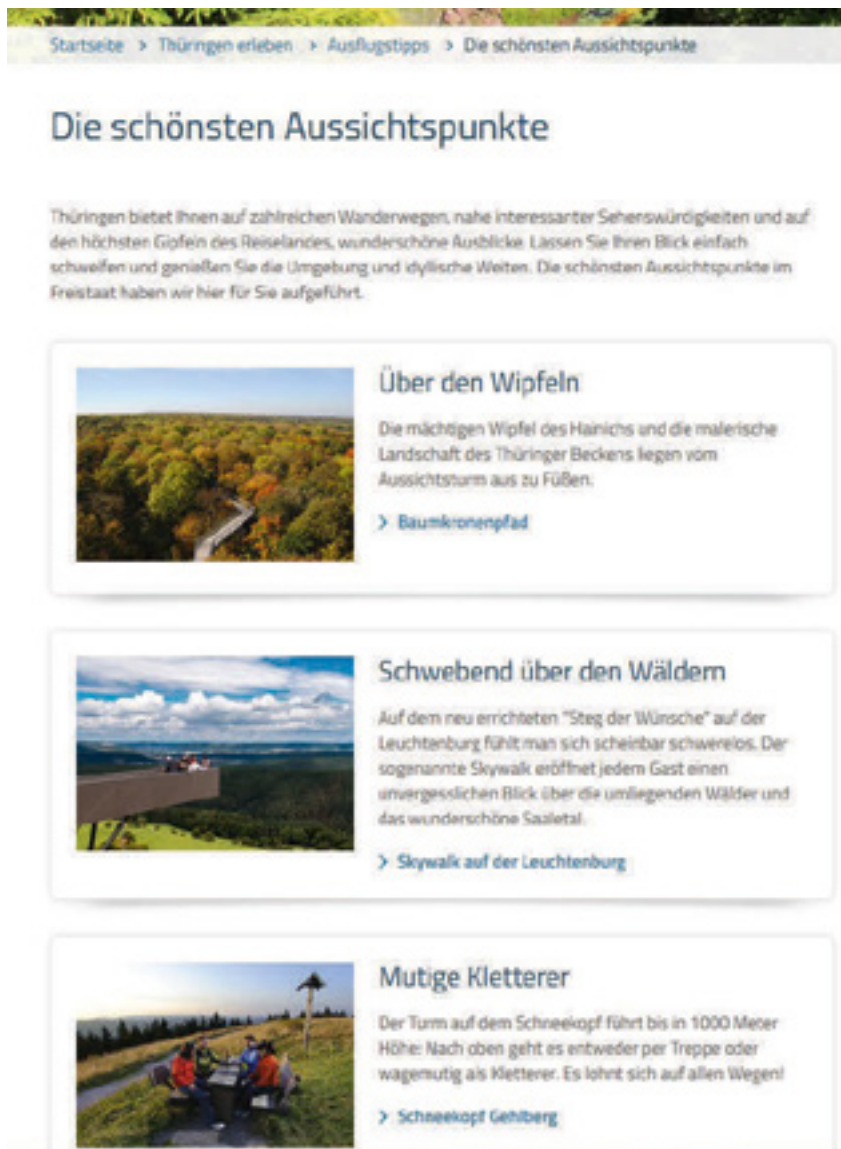 Startseite > Thüringen erleben > Ausflugstipps > Die schönsten Aussichtspunkte
Die schönsten Aussichtspunkte
Thüringen bietet Ihnen auf zahlreichen Wanderwegen, nahe interessanter Sehenswürdigkeiten und auf
den höchsten Gipfeln des Reiselandes, wunderschöne Ausblicke. Lassen Sie Ihren Blick einfach
schweifen und genießen Sie die Umgebung und idyllische Weiten. Die schönsten Aussichtspunkte im
Freistaat haben wir hier für Sie aufgeführt.
Über den Wipfeln
Die mächtigen Wipfel des Hainichs und die malerische
Landschaft des Thüringer Beckens liegen vom
Aussichtsturm aus zu Füßen.
> Baumkronenpfad
Schwebend über den Wäldern
Auf dem neu errichteten "Steg der Wünsche" auf der
Leuchtenburg fühlt man sich scheinbar schwerelos. Der
sogenannte Skywalk eröffnet jedem Gast einen
unvergesslichen Blick über die umliegenden Wälder und
das wunderschöne Saaletal.
> Skywalk auf der Leuchtenburg
Mutige Kletterer
Der Turm auf dem Schneekopf führt bis in 1000 Meter
Höhe: Nach oben geht es entweder per Treppe oder
wagemutig als Kletterer. Es lohnt sich auf allen Wegen!
> Schneekopf Gehlberg